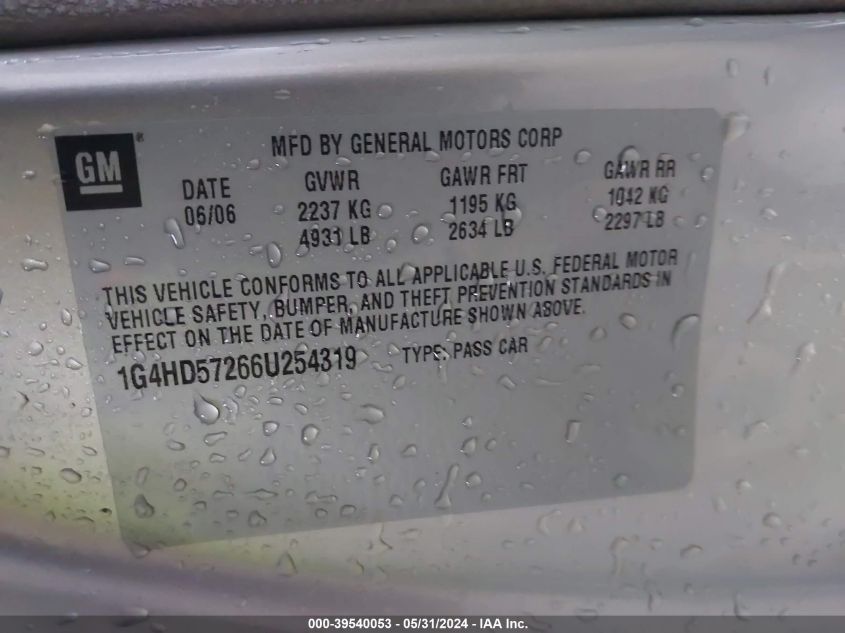 GM
MFD BY GENERAL MOTORS CORP
DATE GVWR GAWR FRT GAWR RR
06/06 2237 KG 1195 KG 1042 KG
4931 LB 2634 LB 2297 LB
THIS VEHICLE CONFORMS TO ALL APPLICABLE U.S. FEDERAL MOTOR
VEHICLE SAFETY, BUMPER, AND THEFT PREVENTION STANDARDS IN
EFFECT ON THE DATE OF MANUFACTURE SHOWN ABOVE.
1G4HD57266U254319 TYPE: PASS CAR
000-39540053 - 05/31/2024 - IAA Inc.